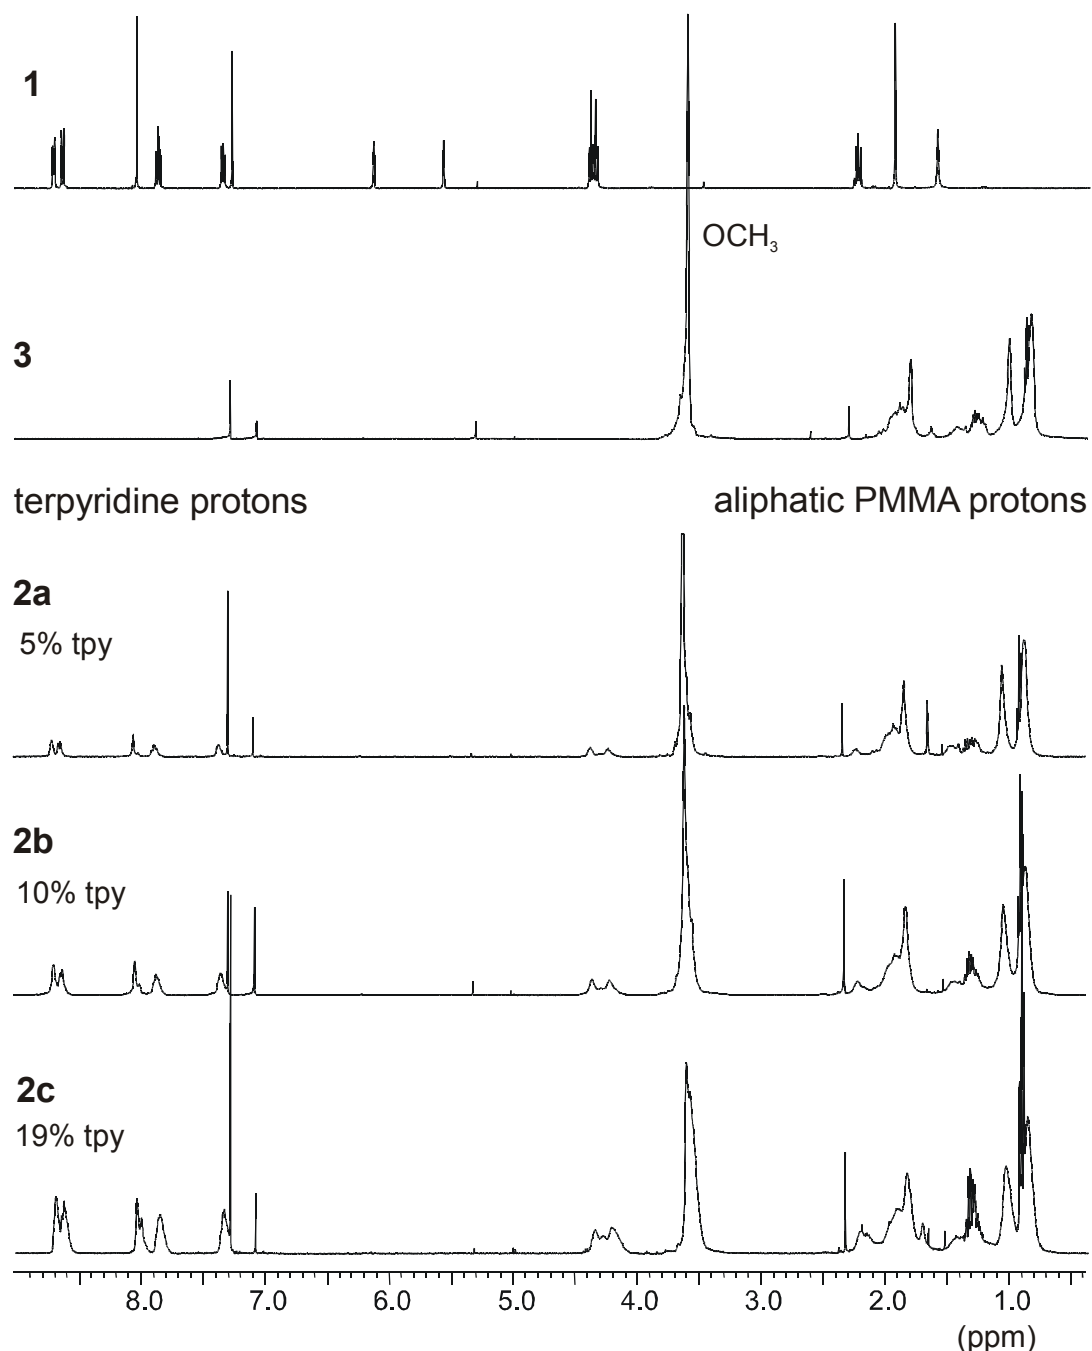 1
OCH₃
3
terpyridine protons
aliphatic PMMA protons
2a
5% tpy
2b
10% tpy
2c
19% tpy
8.0 7.0 6.0 5.0 4.0 3.0 2.0 1.0
(ppm)